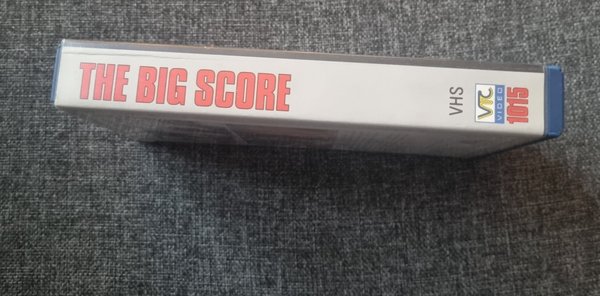 THE BIG SCORE
VHS
VTC
VIDEO
1015